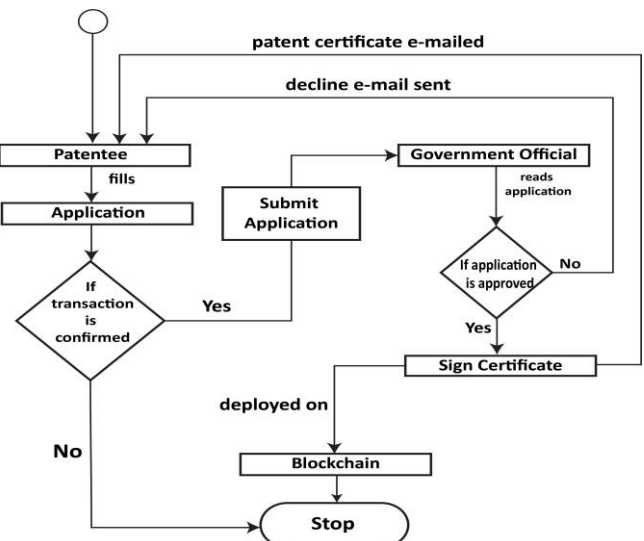 patent certificate e-mailed
decline e-mail sent
Patentee
Government Official
fills
reads
application
Application
Submit
Application
If
transaction
is
confirmed
Yes
If application
is approved
No
Yes
Sign Certificate
deployed on
No
Blockchain
Stop